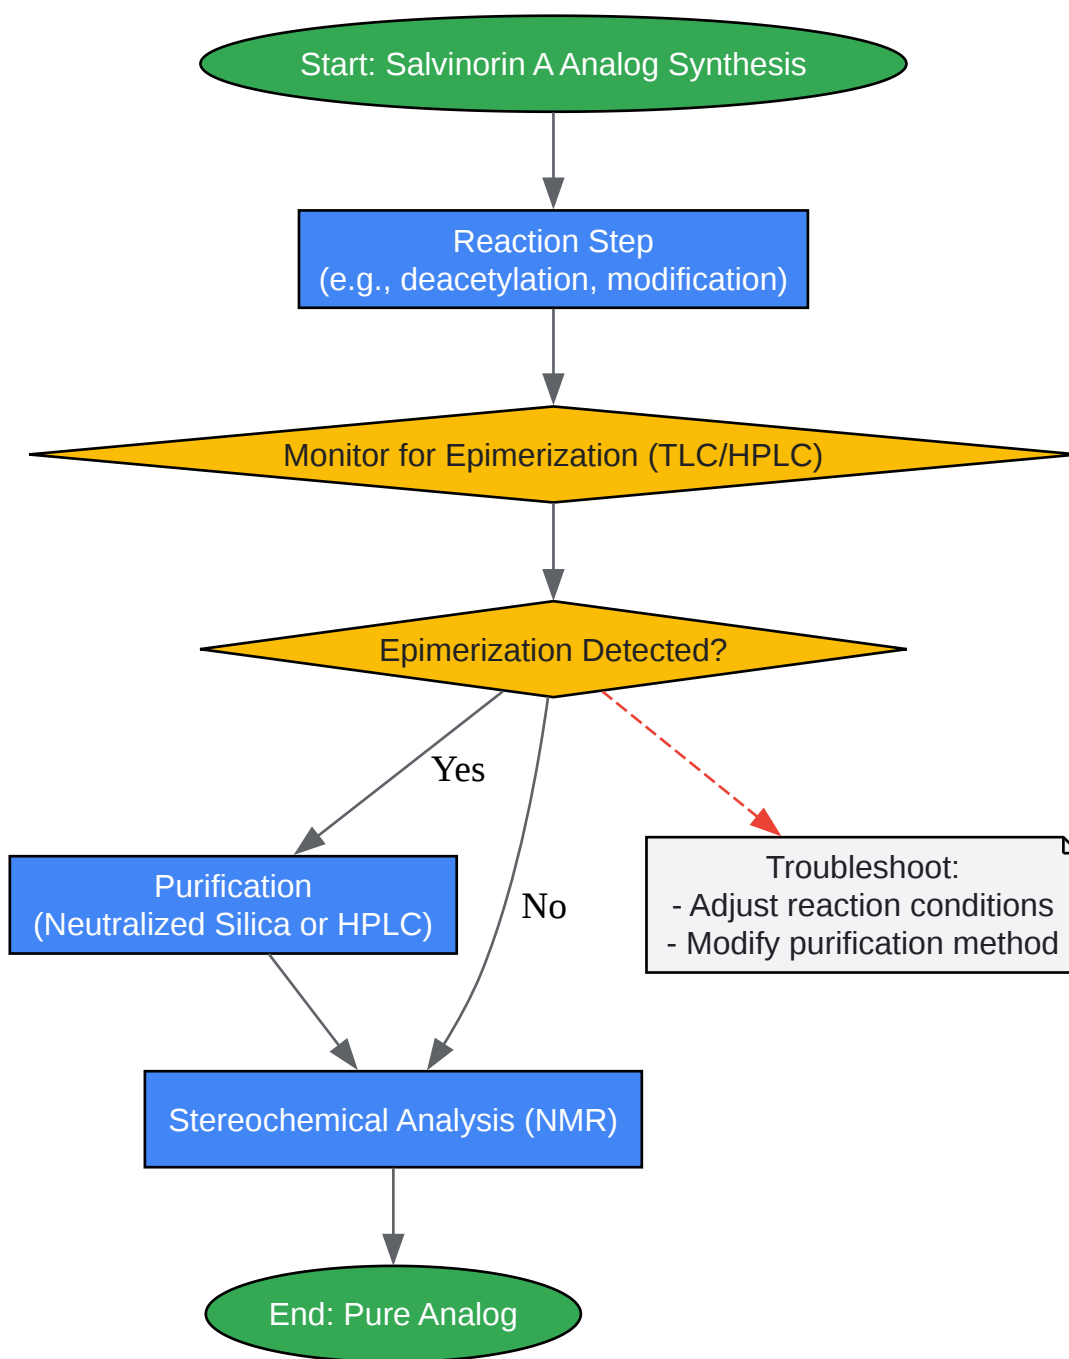 Start: Salvinorin A Analog Synthesis
Reaction Step
(e.g., deacetylation, modification)
Monitor for Epimerization (TLC/HPLC)
Epimerization Detected?
Yes
No
Purification
(Neutralized Silica or HPLC)
Troubleshoot:
- Adjust reaction conditions
- Modify purification method
Stereochemical Analysis (NMR)
End: Pure Analog